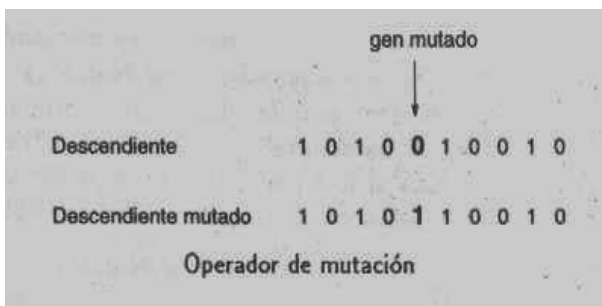 gen mutado
Descendiente 1 0 1 0 0 1 0 0 1 0
Descendiente mutado 1 0 1 0 1 1 0 0 1 0
Operador de mutación